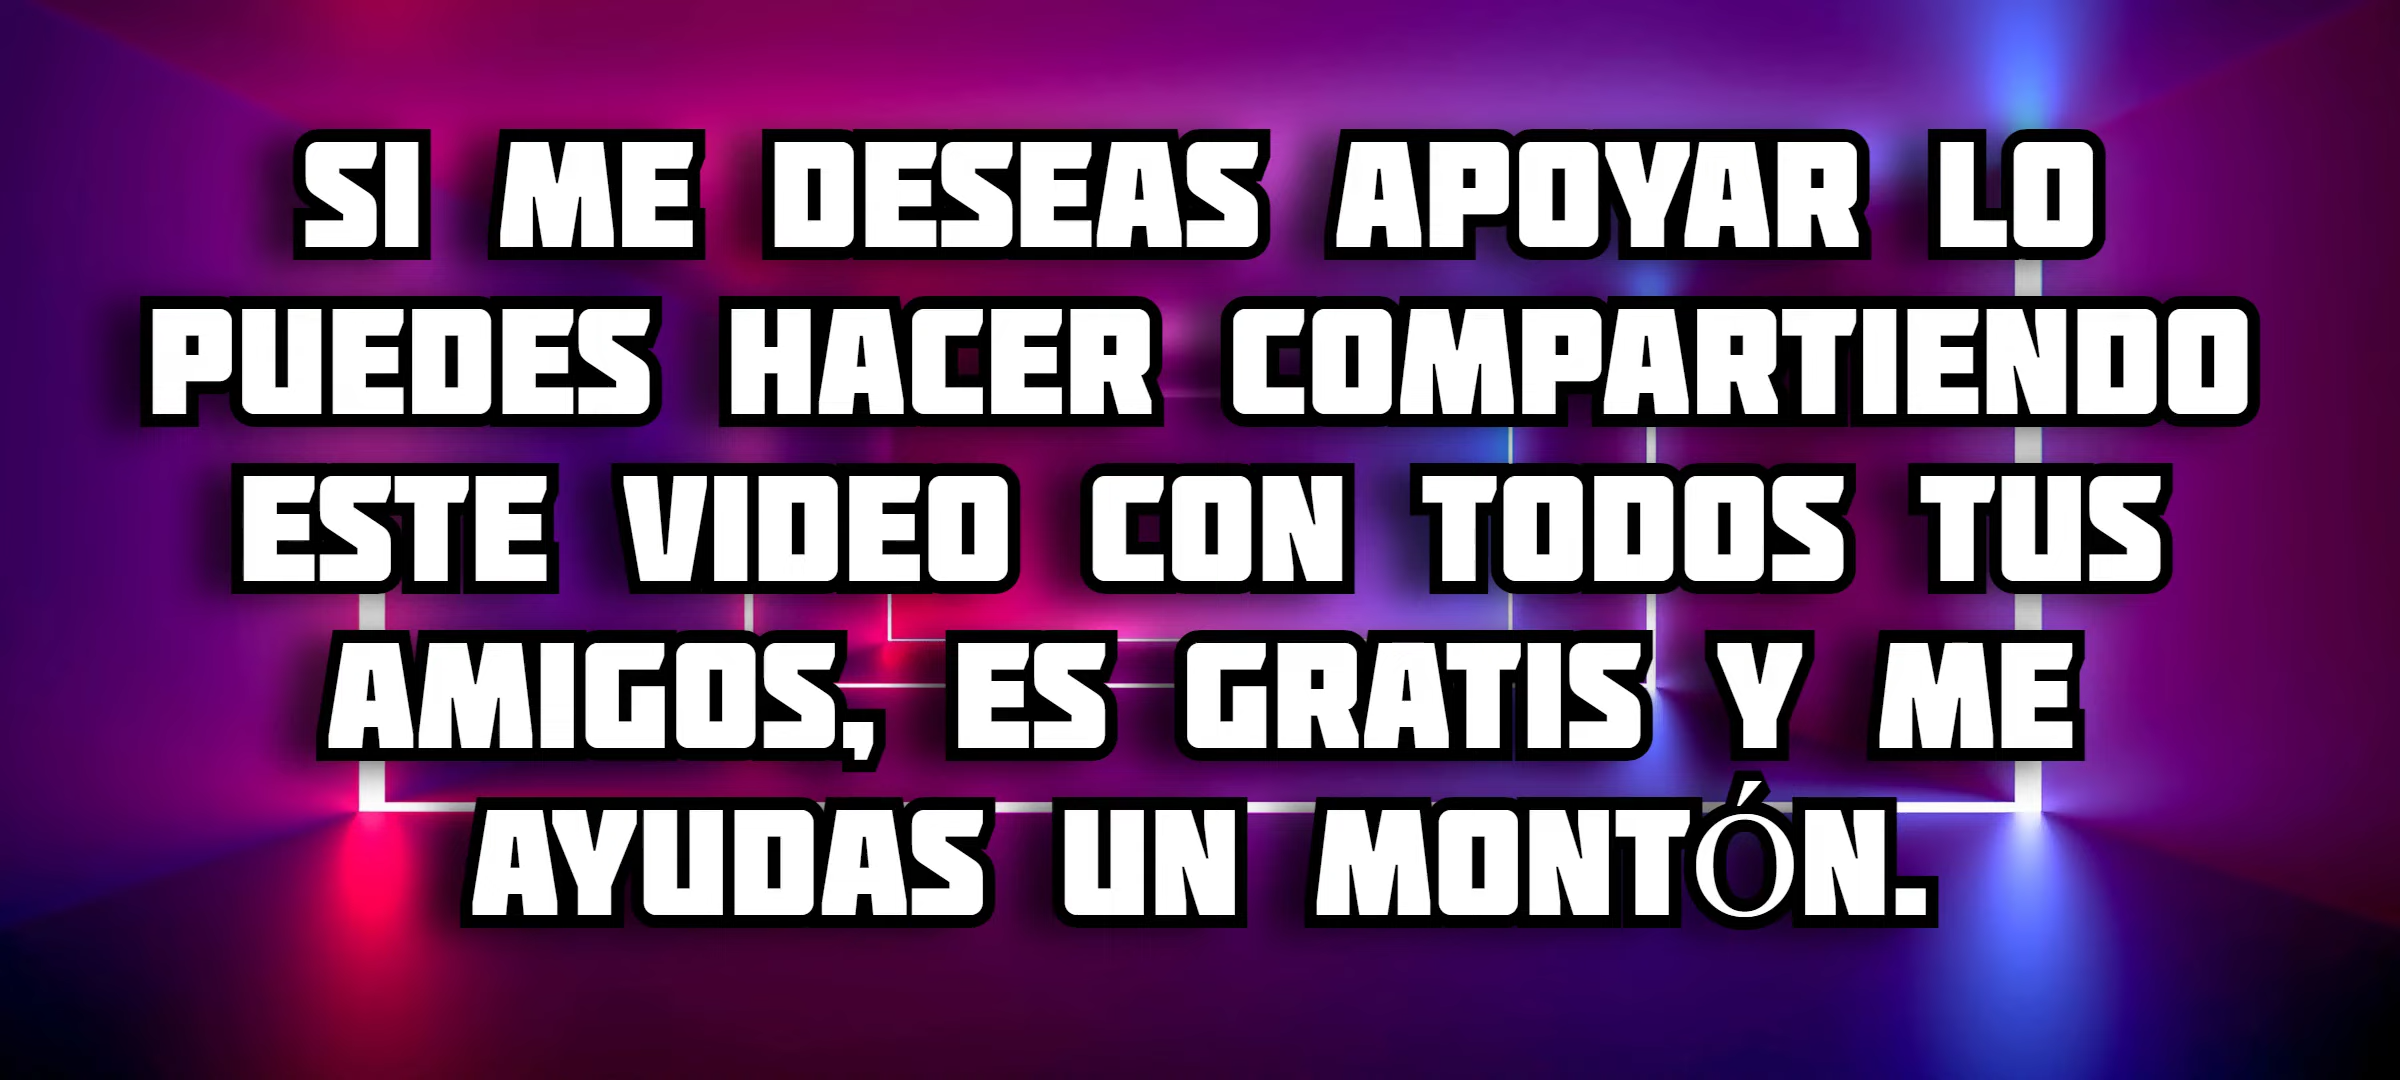 SI ME DESEAS APOYAR LO
PUEDES HACER COMPARTIENDO
ESTE VIDEO CON TODOS TUS
AMIGOS, ES GRATIS Y ME
AYUDAS UN MONTÓN.